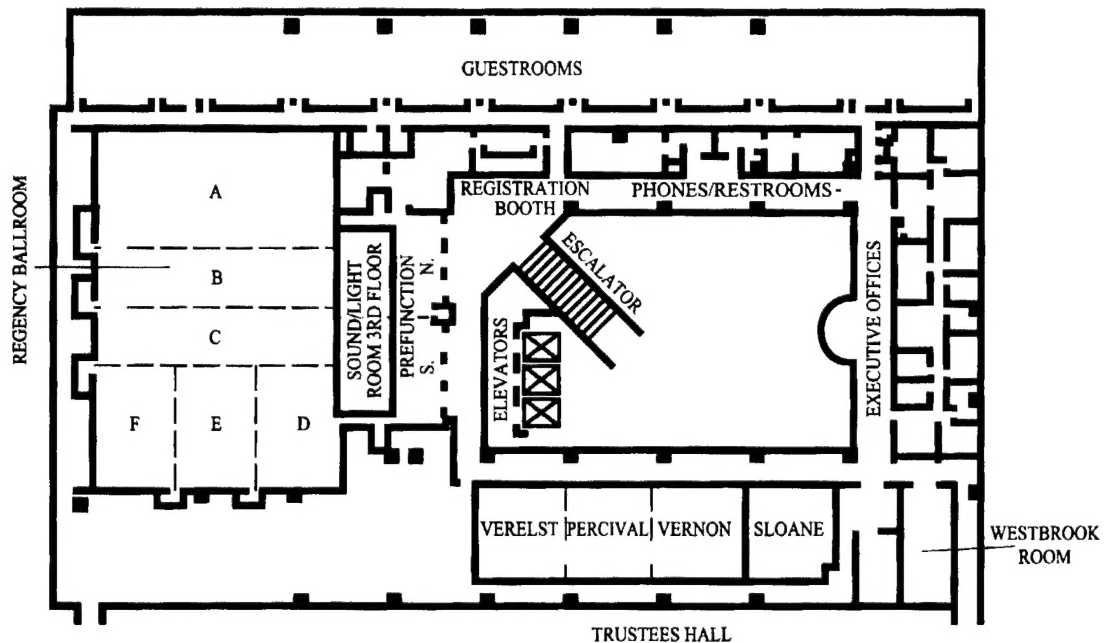 GUESTROOMS
REGENCY BALLROOM
A
B
C
F
E
D
SOUND/LIGHT
ROOM 3RD FLOOR
PREFUNCTION
N.
S.
REGISTRATION
BOOTH
PHONES/RESTROOMS -
ESCALATOR
ELEVATORS
EXECUTIVE OFFICES
VERELST
PERCIVAL
VERNON
SLOANE
WESTBROOK
ROOM
TRUSTEES HALL